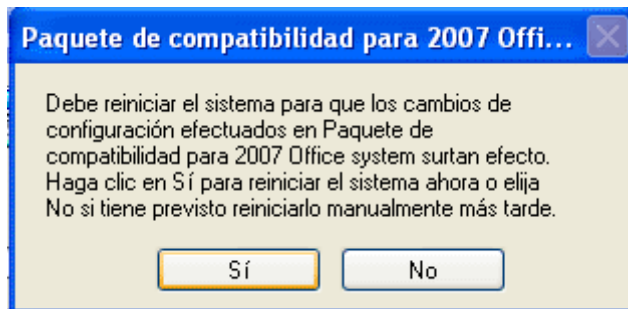 Paquete de compatibilidad para 2007 Offi...
Debe reiniciar el sistema para que los cambios de
configuración efectuados en Paquete de
compatibilidad para 2007 Office system surtan efecto.
Haga clic en Sí para reiniciar el sistema ahora o elija
No si tiene previsto reiniciarlo manualmente más tarde.
Sí No